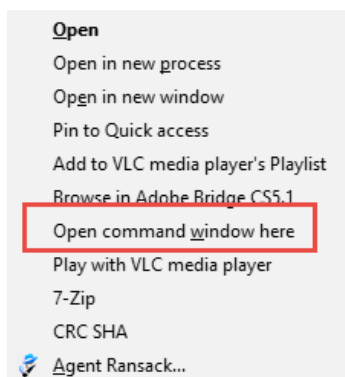 Open
Open in new process
Open in new window
Pin to Quick access
Add to VLC media player's Playlist
Browse in Adobe Bridge CS5.1
Open command window here
Play with VLC media player
7-Zip
CRC SHA
Agent Ransack...